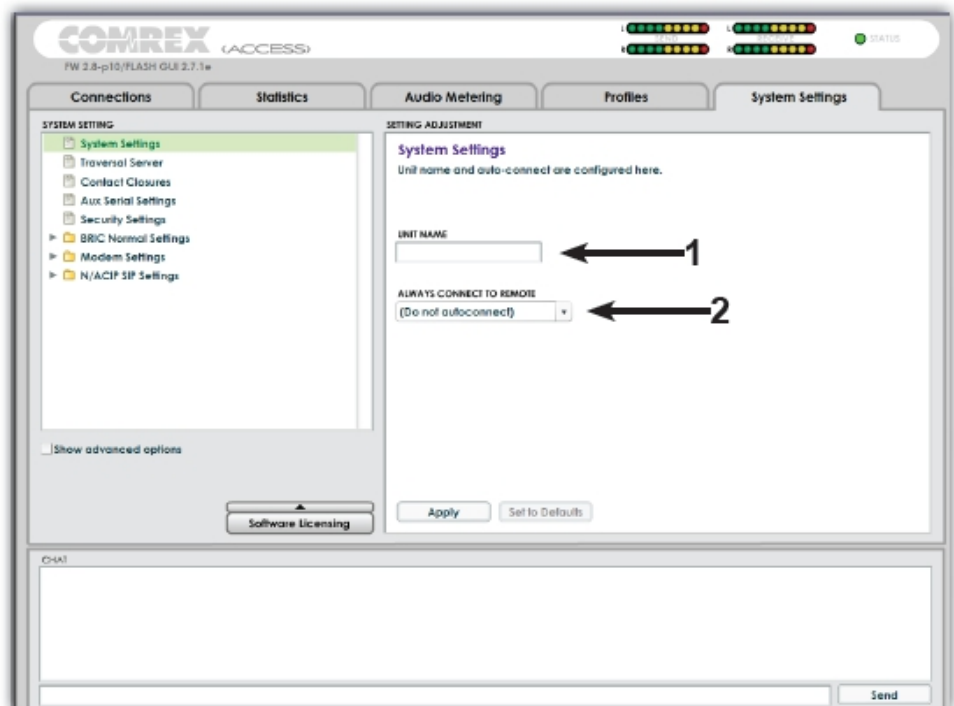 COMREX (ACCESS)
L SEND R
L RECEIVE R
STATUS
FW 2.8-p10/FLASH GUI 2.7.1e
Connections
Statistics
Audio Metering
Profiles
System Settings
SYSTEM SETTING
System Settings
Traversal Server
Contact Closures
Aux Serial Settings
Security Settings
BRIC Normal Settings
Modem Settings
N/ACIP SIP Settings
Show advanced options
Software Licensing
SETTING ADJUSTMENT
System Settings
Unit name and auto-connect are configured here.
UNIT NAME
1
ALWAYS CONNECT TO REMOTE
(Do not autoconnect)
2
Apply
Set to Defaults
CHAT
Send